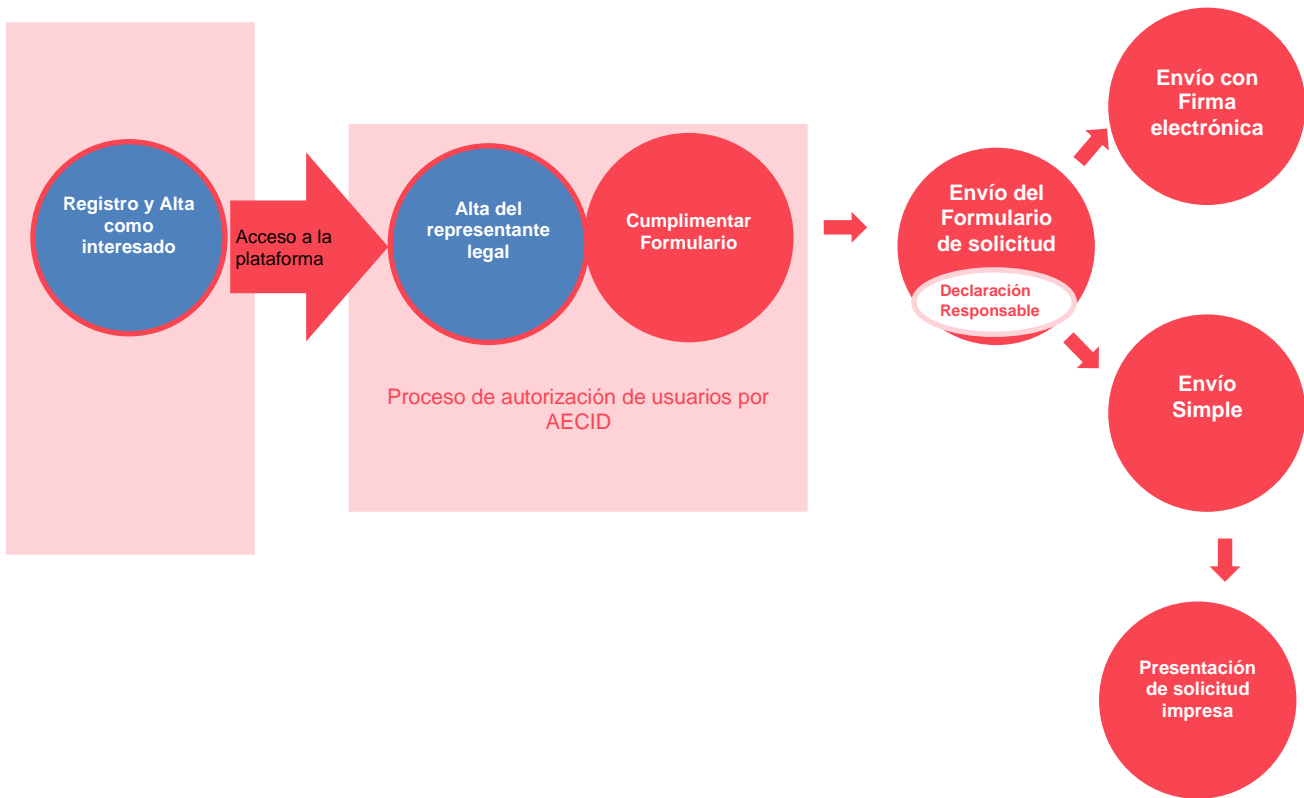 Registro y Alta
como
interesado
Acceso a la
plataforma
Alta del
representante
legal
Cumplimentar
Formulario
Proceso de autorización de usuarios por
AECID
Envío del
Formulario
de solicitud
Declaración
Responsable
Envío con
Firma
electrónica
Envío
Simple
Presentación
de solicitud
impresa